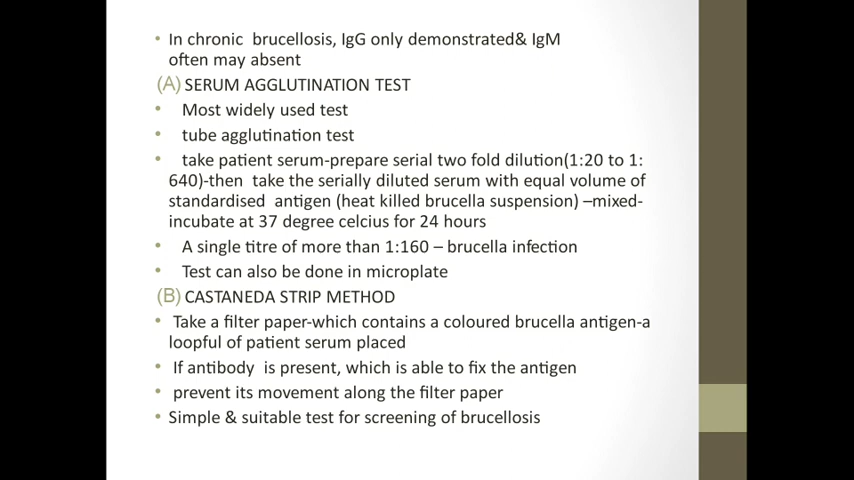 • In chronic brucellosis, IgG only demonstrated& IgM
often may absent
(A) SERUM AGGLUTINATION TEST
• Most widely used test
• tube agglutination test
• take patient serum-prepare serial two fold dilution(1:20 to 1:
640)-then take the serially diluted serum with equal volume of
standardised antigen (heat killed brucella suspension) –mixed-
incubate at 37 degree celcius for 24 hours
• A single titre of more than 1:160 – brucella infection
• Test can also be done in microplate
(B) CASTANEDA STRIP METHOD
• Take a filter paper-which contains a coloured brucella antigen-a
loopful of patient serum placed
• If antibody is present, which is able to fix the antigen
• prevent its movement along the filter paper
• Simple & suitable test for screening of brucellosis